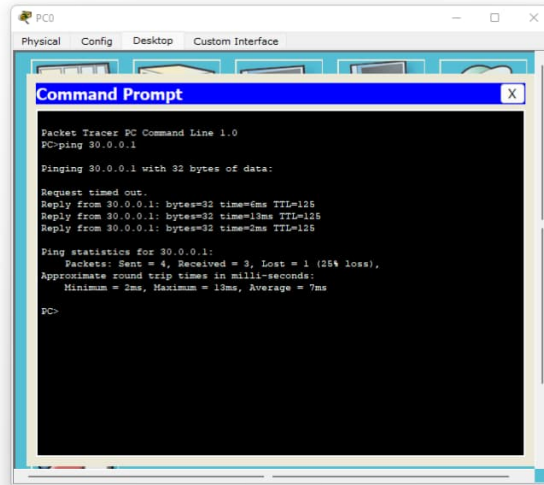 PC0
Physical Config Desktop Custom Interface
Command Prompt
X
Packet Tracer PC Command Line 1.0
PC>ping 30.0.0.1
Pinging 30.0.0.1 with 32 bytes of data:
Request timed out.
Reply from 30.0.0.1: bytes=32 time=6ms TTL=125
Reply from 30.0.0.1: bytes=32 time=13ms TTL=125
Reply from 30.0.0.1: bytes=32 time=2ms TTL=125
Ping statistics for 30.0.0.1:
Packets: Sent = 4, Received = 3, Lost = 1 (25% loss),
Approximate round trip times in milli-seconds:
Minimum = 2ms, Maximum = 13ms, Average = 7ms
PC>